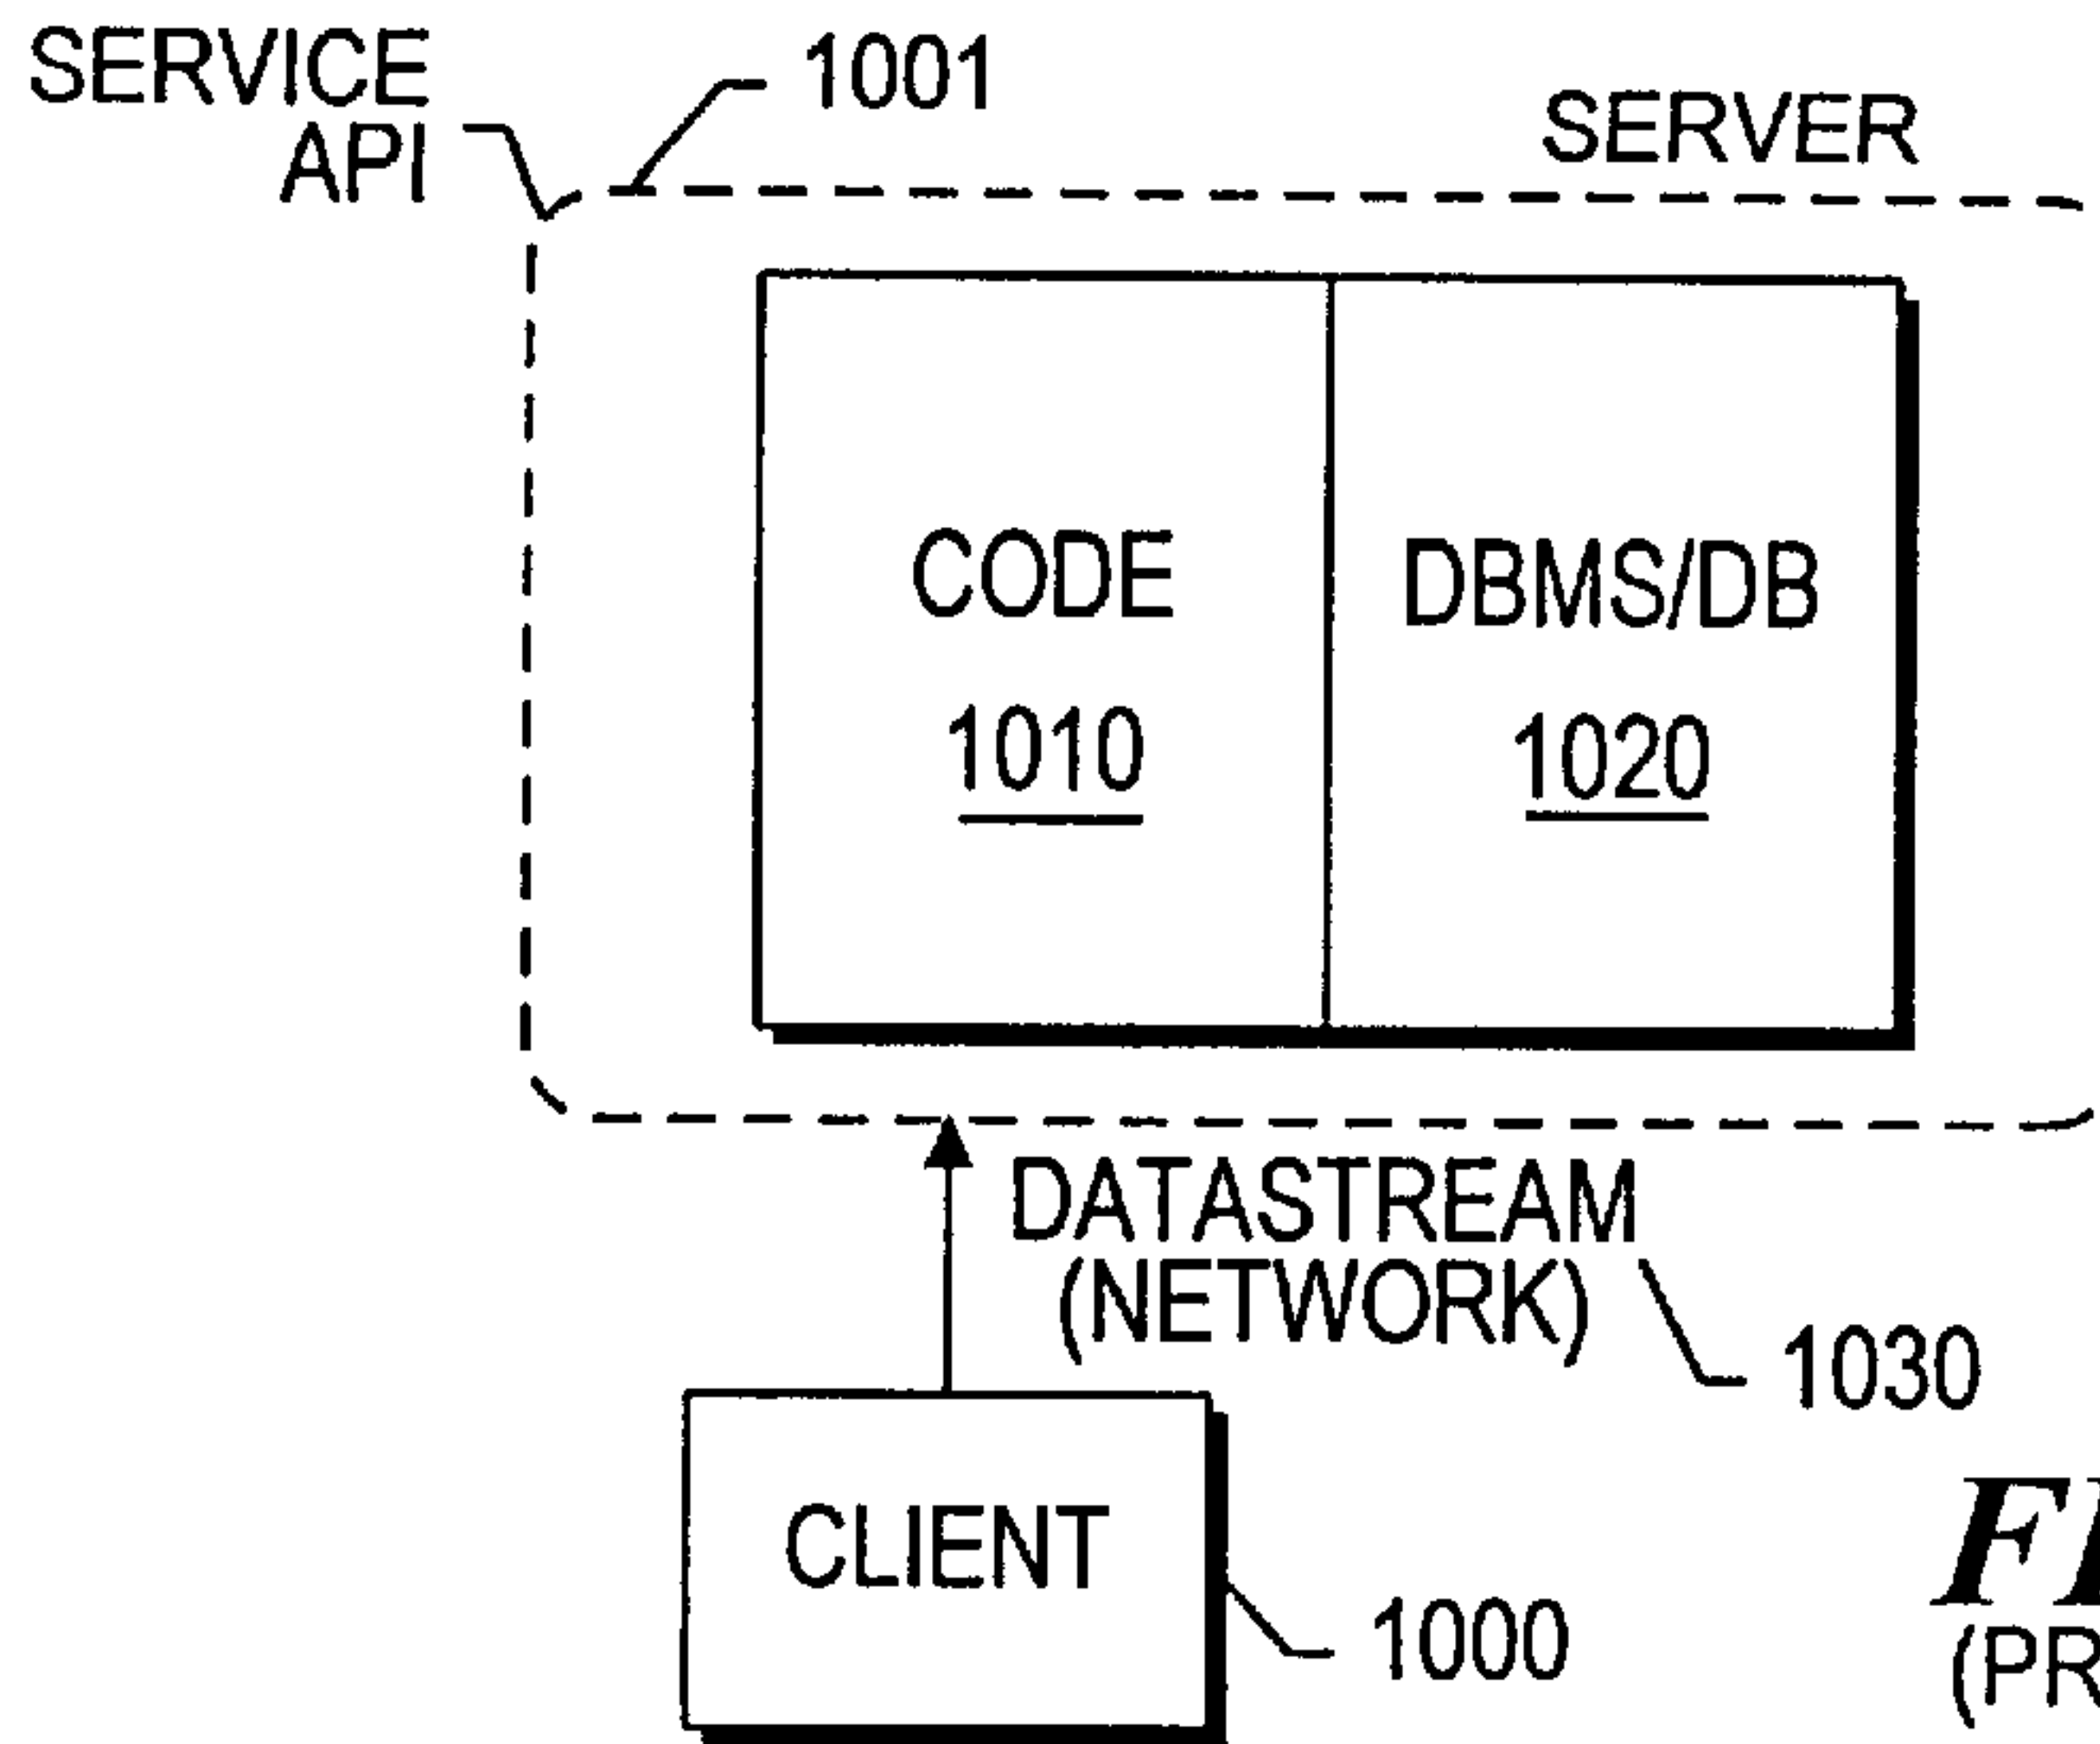 SERVICE
API
1001
SERVER
CODE
1010
DBMS/DB
1020
DATASTREAM
(NETWORK)
1030
CLIENT
1000